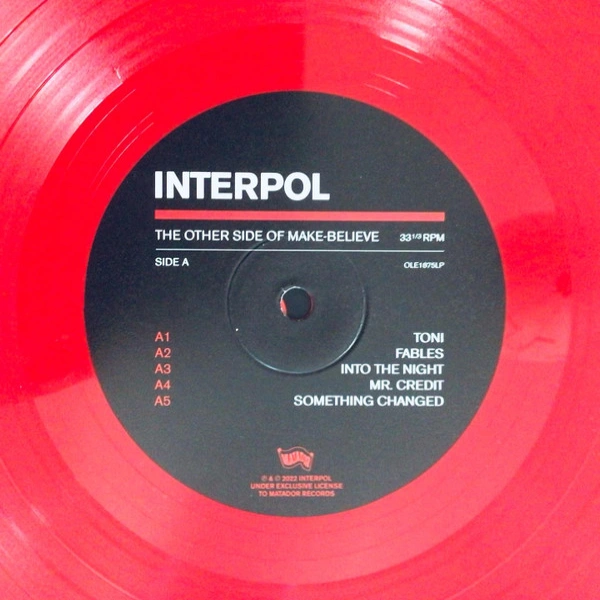 INTERPOL
THE OTHER SIDE OF MAKE-BELIEVE 33 1/3 RPM
SIDE A OLE1875LP
A1 TONI
A2 FABLES
A3 INTO THE NIGHT
A4 MR. CREDIT
A5 SOMETHING CHANGED
MATADOR
℗ & © 2022 INTERPOL
UNDER EXCLUSIVE LICENSE
TO MATADOR RECORDS